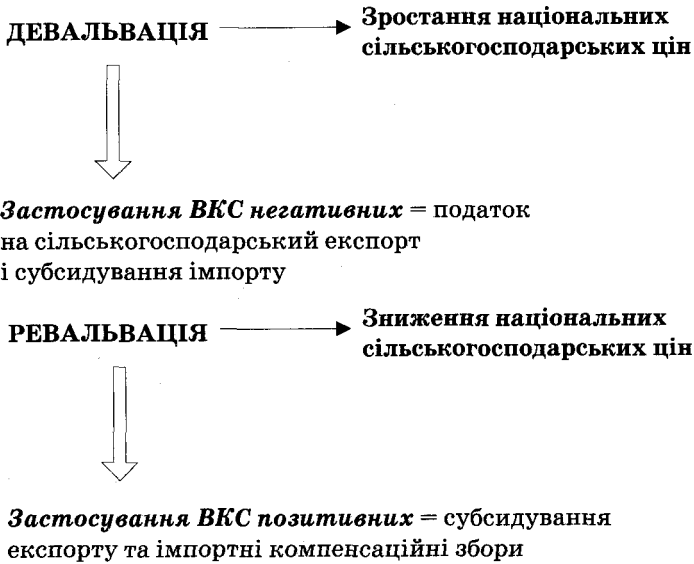 ДЕВАЛЬВАЦІЯ
Зростання національних
сільськогосподарських цін
Застосування ВКС негативних = податок
на сільськогосподарський експорт
і субсидування імпорту
РЕВАЛЬВАЦІЯ
Зниження національних
сільськогосподарських цін
Застосування ВКС позитивних = субсидування
експорту та імпортні компенсаційні збори